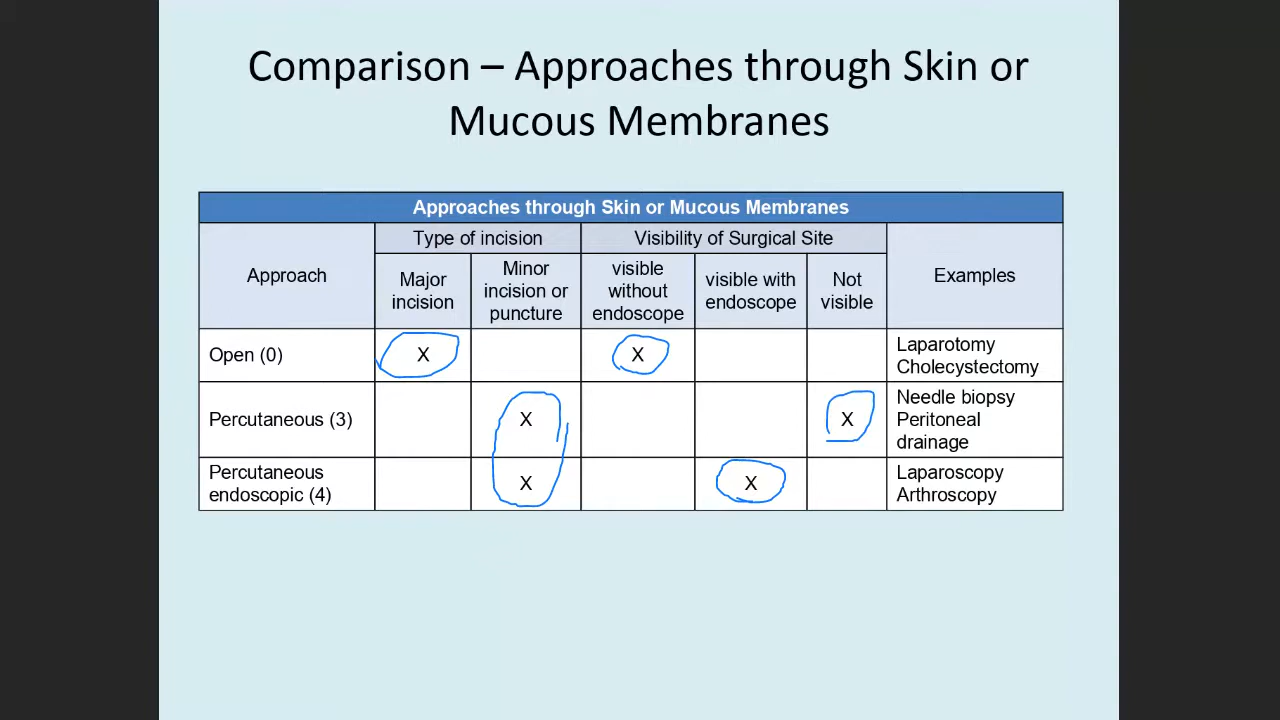 Comparison – Approaches through Skin or
Mucous Membranes
Approaches through Skin or Mucous Membranes
Approach
Type of incision
Visibility of Surgical Site
Examples
Major
incision
Minor
incision or
puncture
visible
without
endoscope
visible with
endoscope
Not
visible
Open (0)
X
X
Laparotomy
Cholecystectomy
Percutaneous (3)
X
X
Needle biopsy
Peritoneal
drainage
Percutaneous
endoscopic (4)
X
X
Laparoscopy
Arthroscopy